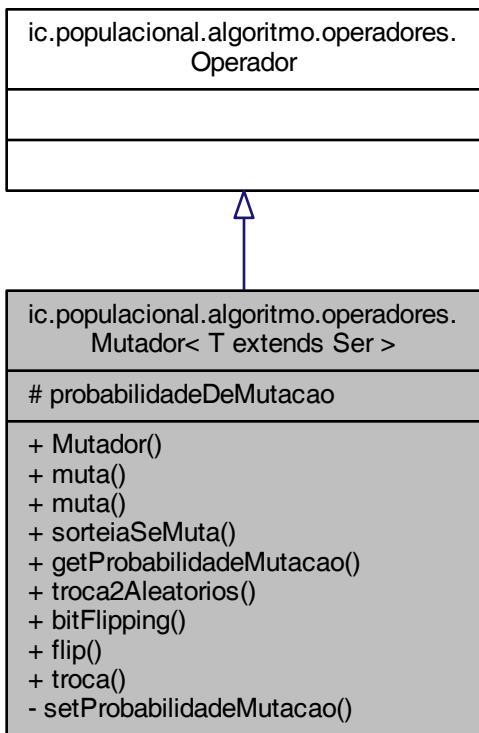 ic.populacional.algoritmo.operadores.
Operador
ic.populacional.algoritmo.operadores.
Mutador< T extends Ser >
# probabilidadeDeMutacao
+ Mutador()
+ muta()
+ muta()
+ sorteiaSeMuta()
+ getProbabilidadeMutacao()
+ troca2Aleatorios()
+ bitFlipping()
+ flip()
+ troca()
- setProbabilidadeMutacao()